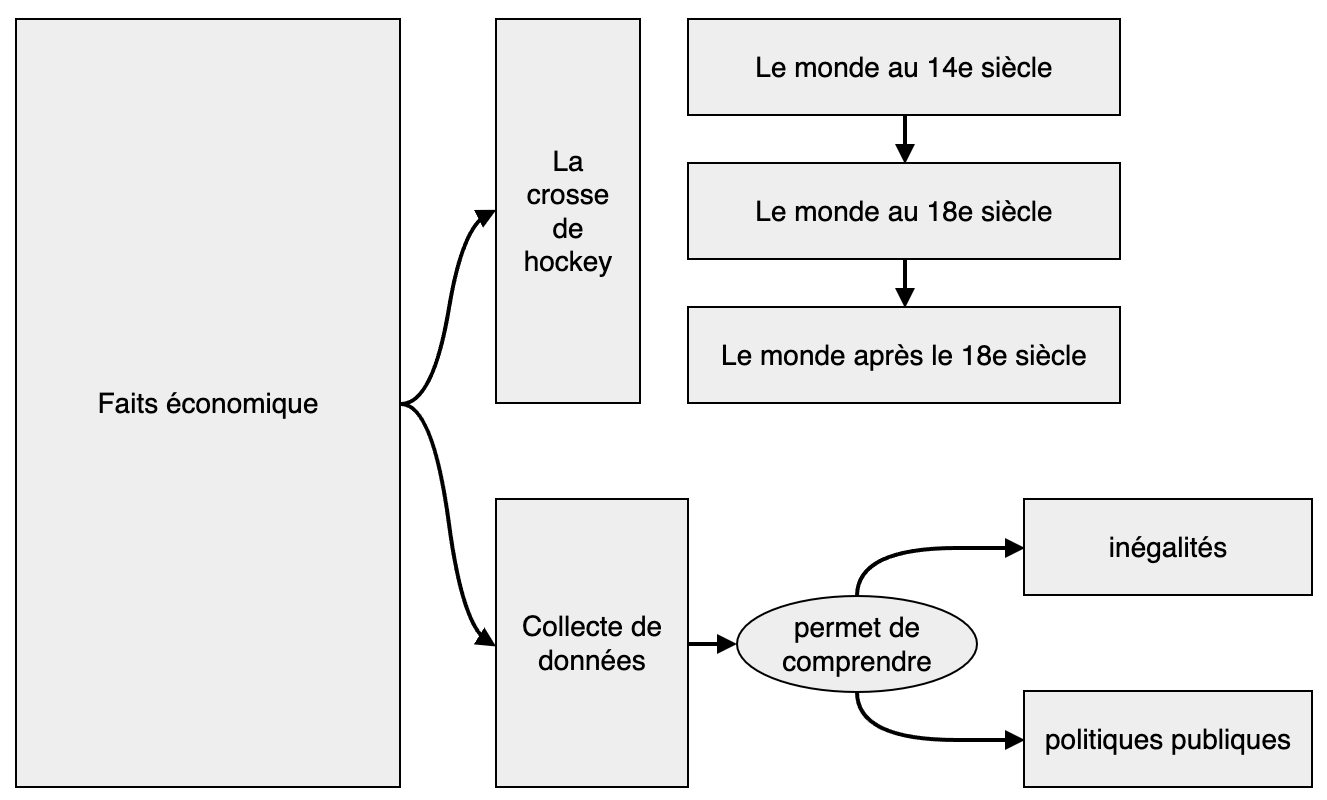 Faits économique
La
crosse
de
hockey
Le monde au 14e siècle
Le monde au 18e siècle
Le monde après le 18e siècle
Collecte de
données
permet de
comprendre
inégalités
politiques publiques